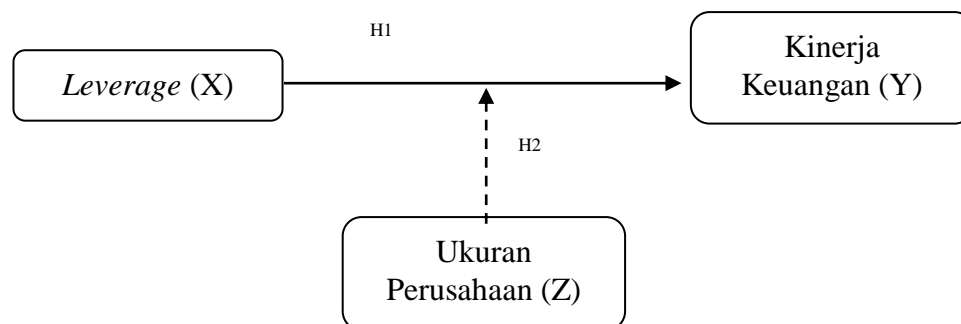 H1
Leverage (X)
Kinerja
Keuangan (Y)
H2
Ukuran
Perusahaan (Z)